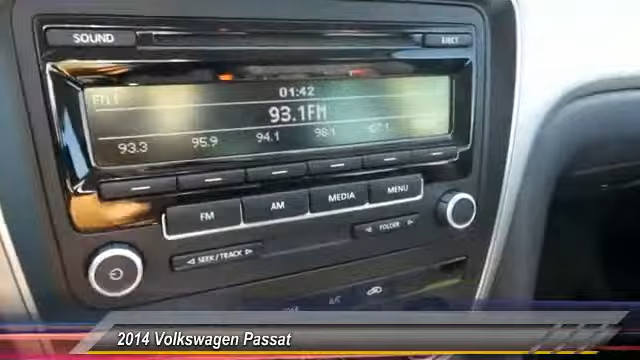 SOUND
EJECT
01:42
FM1
93.1FM
93.3 95.9 94.1 98.1
FM AM MEDIA MENU
SEEK / TRACK
FOLDER
A/C
2014 Volkswagen Passat